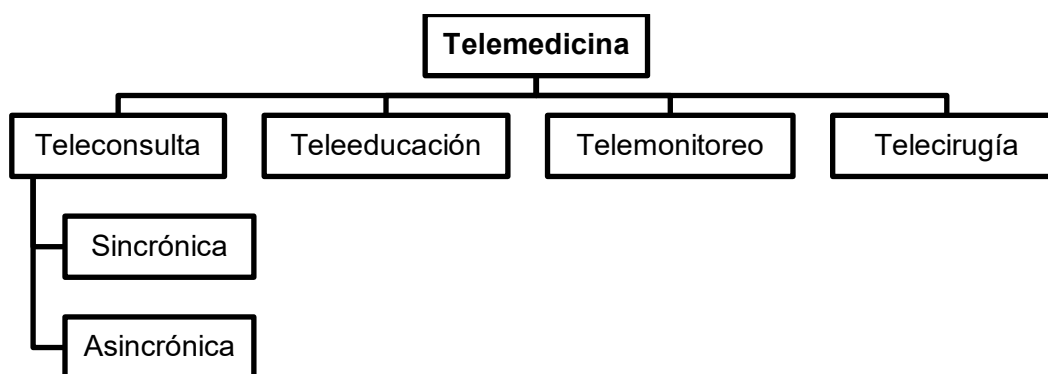 Telemedicina
Teleconsulta
Teleeducación
Telemonitoreo
Telecirugía
Sincrónica
Asincrónica